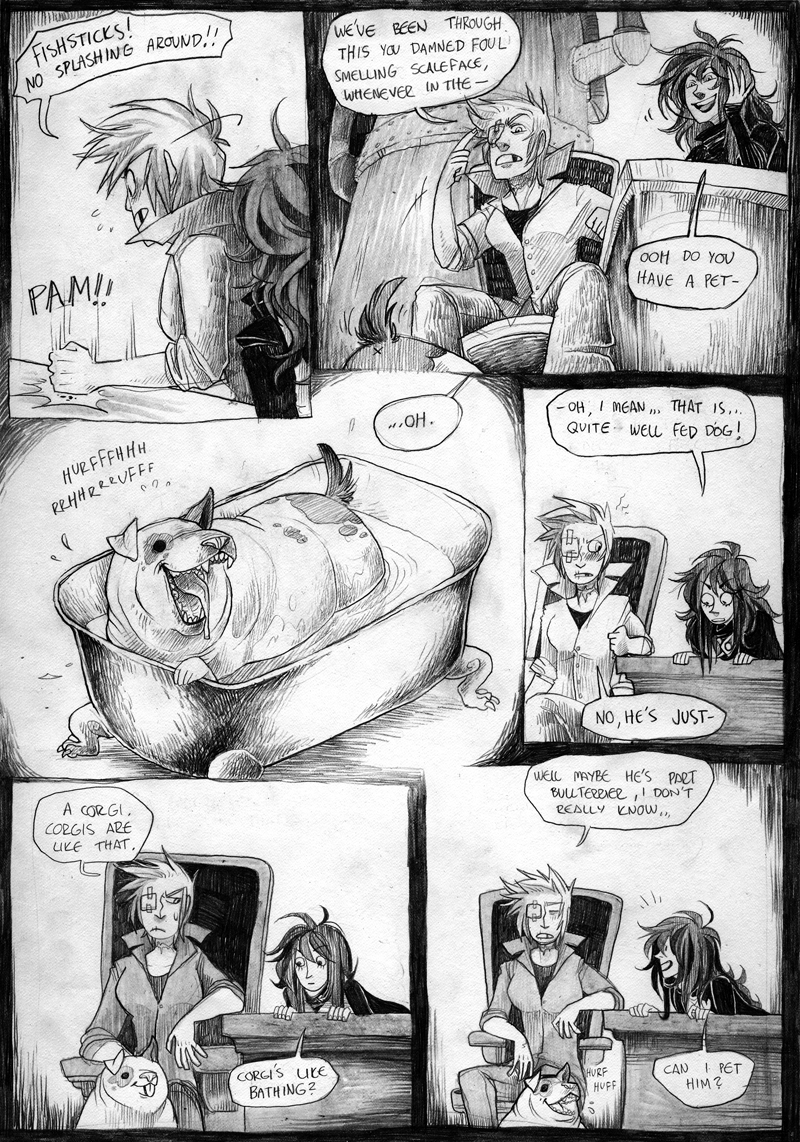 FISHSTICKS!
NO SPLASHING AROUND!!
PAM!!
WE'VE BEEN THROUGH
THIS YOU DAMNED FOUL
SMELLING SCALEFACE,
WHENEVER IN THE—
OOH DO YOU
HAVE A PET-
...OH.
HURFFFHHH
RRHRRRRUFFF
-OH, I MEAN... THAT IS...
QUITE WELL FED DOG!
NO, HE'S JUST-
A CORGI.
CORGIS ARE
LIKE THAT.
CORGI'S LIKE
BATHING?
WELL MAYBE HE'S PART
BULLTERRIER, I DON'T
REALLY KNOW...
HURF
HUFF
CAN I PET
HIM?